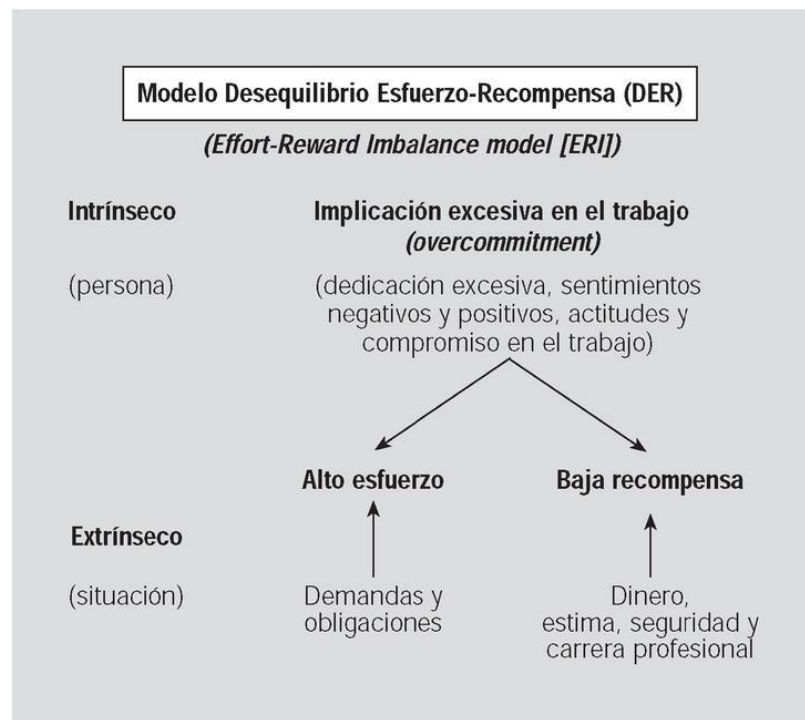 Modelo Desequilibrio Esfuerzo-Recompensa (DER)
(Effort-Reward Imbalance model [ERI])
Intrínseco
Implicación excesiva en el trabajo
(overcommitment)
(persona)
(dedicación excesiva, sentimientos
negativos y positivos, actitudes y
compromiso en el trabajo)
Alto esfuerzo
Baja recompensa
Extrínseco
(situación)
Demandas y
obligaciones
Dinero,
estima, seguridad y
carrera profesional